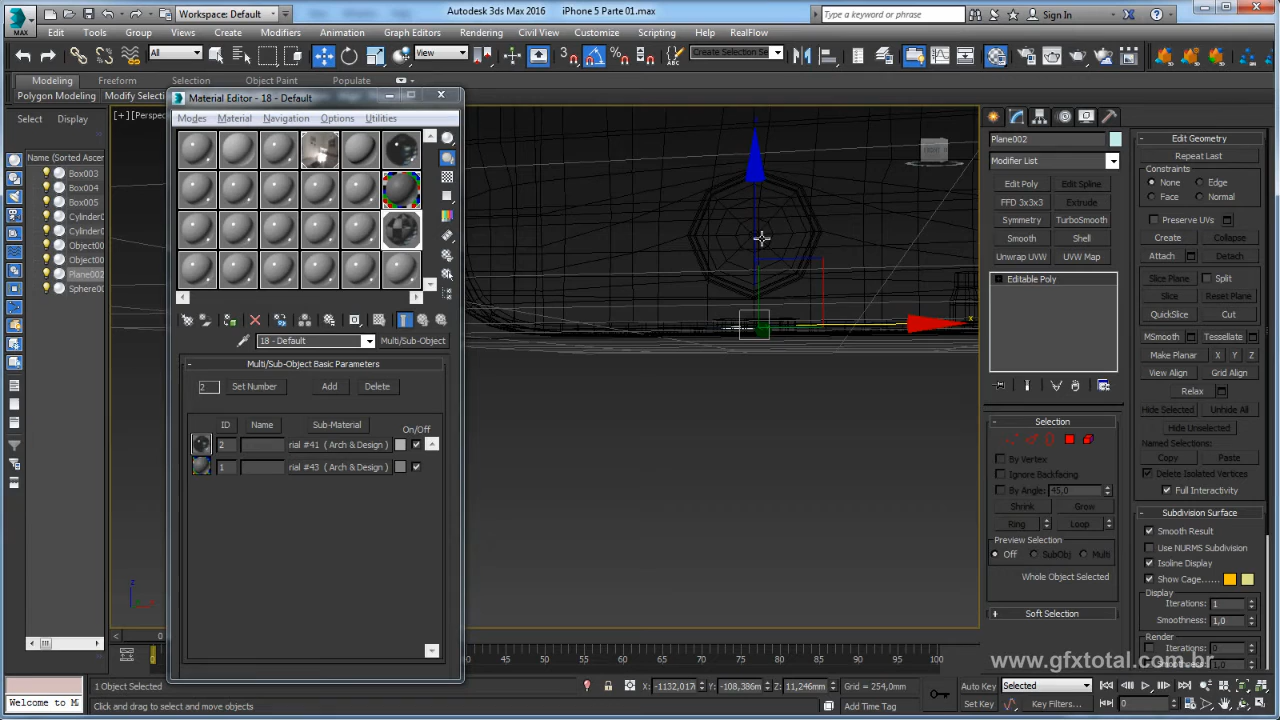 MAX
Workspace: Default
Autodesk 3ds Max 2016 iPhone 5 Parte 01.max
Type a keyword or phrase
Sign In
Edit Tools Group Views Create Modifiers Animation Graph Editors Rendering Civil View Customize Scripting Help RealFlow
All
View
Create Selection Se
Modeling Freeform Selection Object Paint Populate
Polygon Modeling Modify Selec
Select Display
Name (Sorted Ascen
Box003
Box004
Box005
Cylinder0
Cylinder0
Object00
Object00
Plane002
Sphere00
Material Editor - 18 - Default
Modes Material Navigation Options Utilities
18 - Default
Multi/Sub-Object
Multi/Sub-Object Basic Parameters
2 Set Number Add Delete
ID Name Sub-Material On/Off
2 rial #41 ( Arch & Design )
1 rial #43 ( Arch & Design )
[+] [Perspec
z
x
Plane002
Modifier List
Edit Poly Edit Spline
FFD 3x3x3 Extrude
Symmetry TurboSmooth
Smooth Shell
Unwrap UVW UVW Map
Editable Poly
Selection
By Vertex
Ignore Backfacing
By Angle: 45,0
Shrink Grow
Ring Loop
Preview Selection
Off SubObj Multi
Whole Object Selected
Soft Selection
Edit Geometry
Repeat Last
Constraints
None Edge
Face Normal
Preserve UVs
Create Collapse
Attach Detach
Slice Plane Split
Slice Reset Plane
QuickSlice Cut
MSmooth Tessellate
Make Planar X Y Z
View Align Grid Align
Relax
Hide Selected Unhide All
Hide Unselected
Named Selections:
Copy Paste
Delete Isolated Vertices
Full Interactivity
Subdivision Surface
Smooth Result
Use NURMS Subdivision
Isoline Display
Show Cage......
Display
Iterations: 1
Smoothness: 1,0
Render
Iterations: 0
Smoothness: 1,0
www.gfxtotal.com.br
0
45 50 55 60 65 70 75 80 85 90 95 100
1 Object Selected
X: -1132,017 Y: -108,386m Z: 11,246mm Grid = 254,0mm
Auto Key Selected
Welcome to M
Click and drag to select and move objects
Add Time Tag
Set Key Key Filters... 0